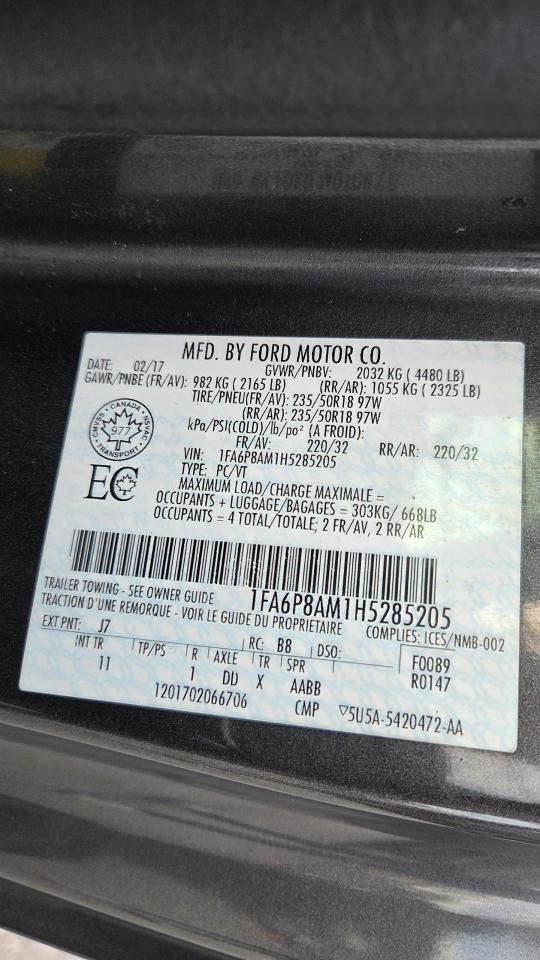 MFD. BY FORD MOTOR CO.
DATE: 02/17 GVWR/PNBV: 2032 KG ( 4480 LB)
GAWR/PNBE (FR/AV): 982 KG ( 2165 LB) (RR/AR): 1055 KG ( 2325 LB)
TIRE/PNEU(FR/AV): 235/50R18 97W
(RR/AR): 235/50R18 97W
kPa/PSI(COLD)/lb/po² (A FROID):
FR/AV: 220/32 RR/AR: 220/32
VIN: 1FA6P8AM1H5285205
TYPE: PC/VT
MAXIMUM LOAD/CHARGE MAXIMALE =
OCCUPANTS + LUGGAGE/BAGAGES = 303KG/ 668LB
OCCUPANTS = 4 TOTAL/TOTALE; 2 FR/AV, 2 RR/AR
CANADA
CMVSS NSVAC
977
TRANSPORT
EC
1FA6P8AM1H5285205
TRAILER TOWING - SEE OWNER GUIDE
TRACTION D'UNE REMORQUE - VOIR LE GUIDE DU PROPRIETAIRE
COMPLIES: ICES/NMB-002
EXT PNT: J7 RC: B8 DSO: F0089
INT TR TP/PS R AXLE TR SPR R0147
11 1 DD X AABB
1201702066706 CMP ▽5U5A-5420472-AA